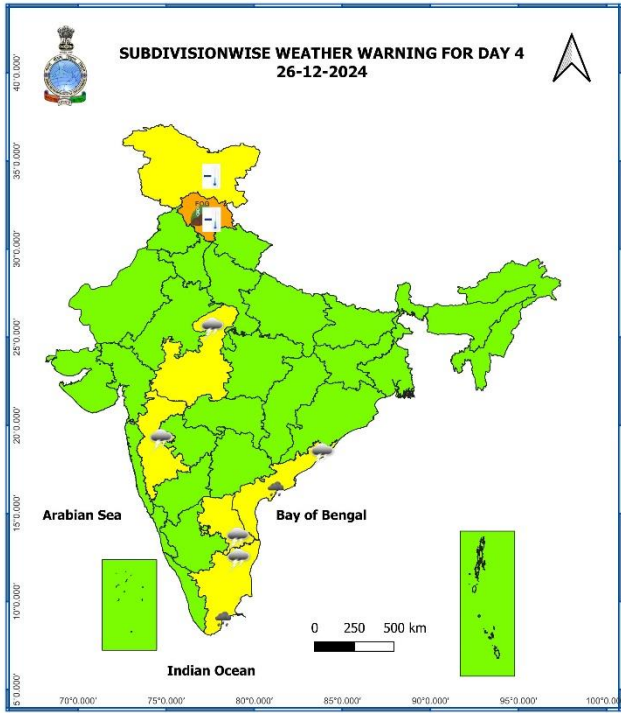 SUBDIVISIONWISE WEATHER WARNING FOR DAY 4
26-12-2024
40°0.000'
35°0.000'
FOG
30°0.000'
25°0.000'
20°0.000'
15°0.000'
Arabian Sea
Bay of Bengal
10°0.000'
0 250 500 km
Indian Ocean
5°0.000'
70°0.000' 75°0.000' 80°0.000' 85°0.000' 90°0.000' 95°0.000' 100°0.000'